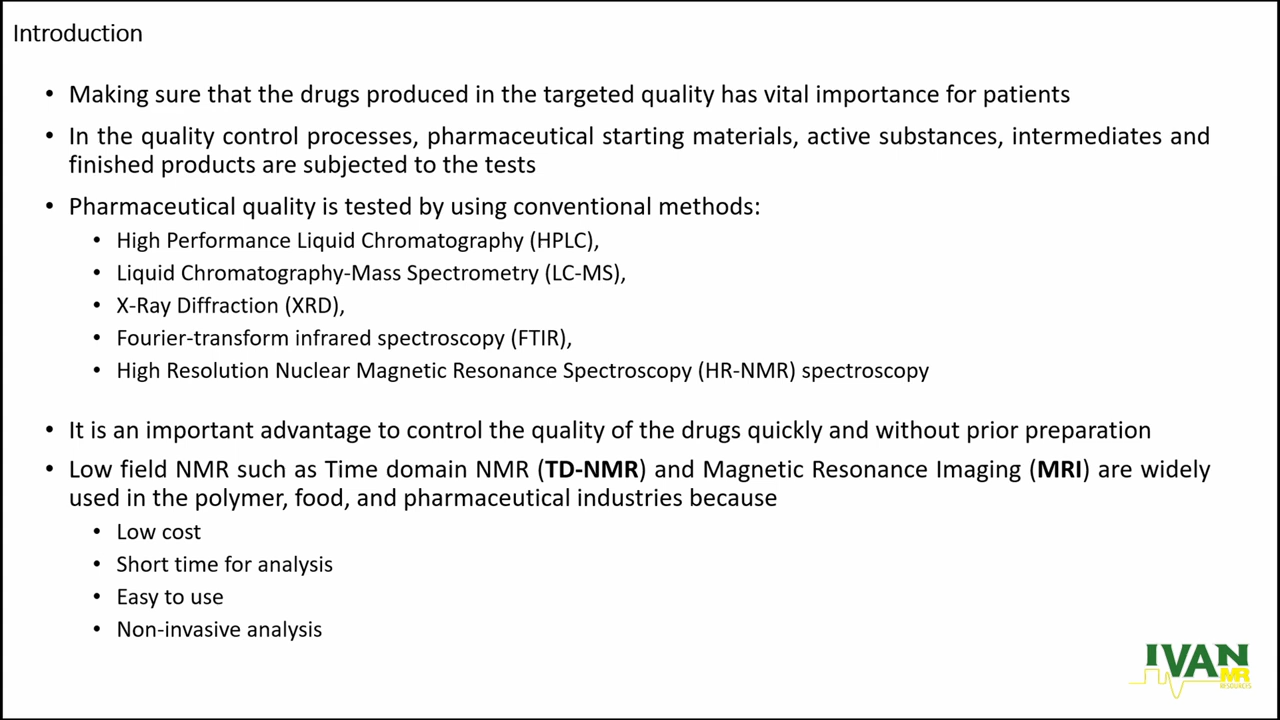 Introduction
• Making sure that the drugs produced in the targeted quality has vital importance for patients
• In the quality control processes, pharmaceutical starting materials, active substances, intermediates and
finished products are subjected to the tests
• Pharmaceutical quality is tested by using conventional methods:
• High Performance Liquid Chromatography (HPLC),
• Liquid Chromatography-Mass Spectrometry (LC-MS),
• X-Ray Diffraction (XRD),
• Fourier-transform infrared spectroscopy (FTIR),
• High Resolution Nuclear Magnetic Resonance Spectroscopy (HR-NMR) spectroscopy
• It is an important advantage to control the quality of the drugs quickly and without prior preparation
• Low field NMR such as Time domain NMR (TD-NMR) and Magnetic Resonance Imaging (MRI) are widely
used in the polymer, food, and pharmaceutical industries because
• Low cost
• Short time for analysis
• Easy to use
• Non-invasive analysis
IVAN
MR
RESOURCES